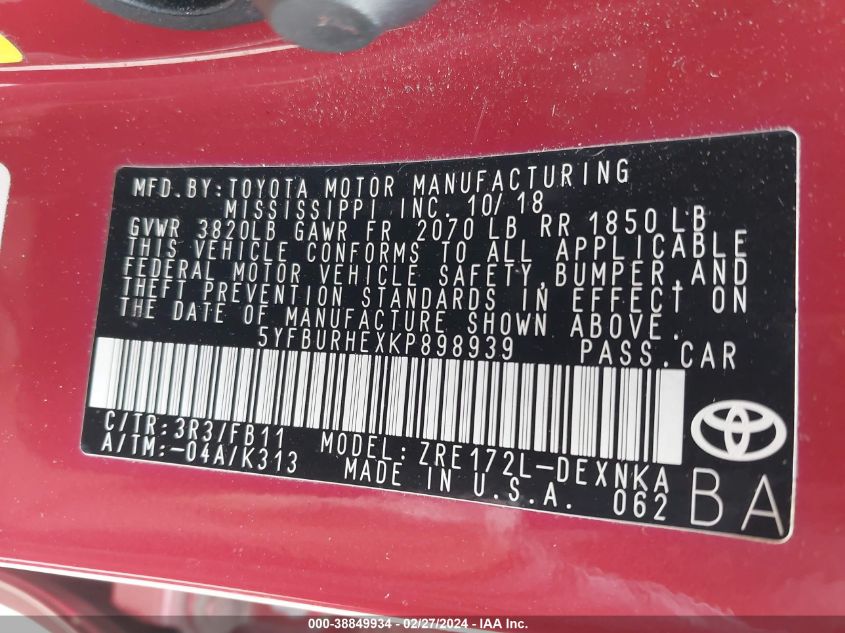 MFD.BY:TOYOTA MOTOR MANUFACTURING
MISSISSIPPI INC. 10/18
GVWR 3820LB GAWR FR 2070 LB RR 1850 LB
THIS VEHICLE CONFORMS TO ALL APPLICABLE
FEDERAL MOTOR VEHICLE SAFETY,BUMPER,AND
THEFT PREVENTION STANDARDS IN EFFECT ON
THE DATE OF MANUFACTURE SHOWN ABOVE.
5YFBURHEXKP898939 PASS.CAR
C/TR:3R3/FB11 MODEL:ZRE172L-DEXNKA
A/TM:-04A/K313 MADE IN U.S.A. 062
BA
000-38849934 - 02/27/2024 - IAAI Inc.